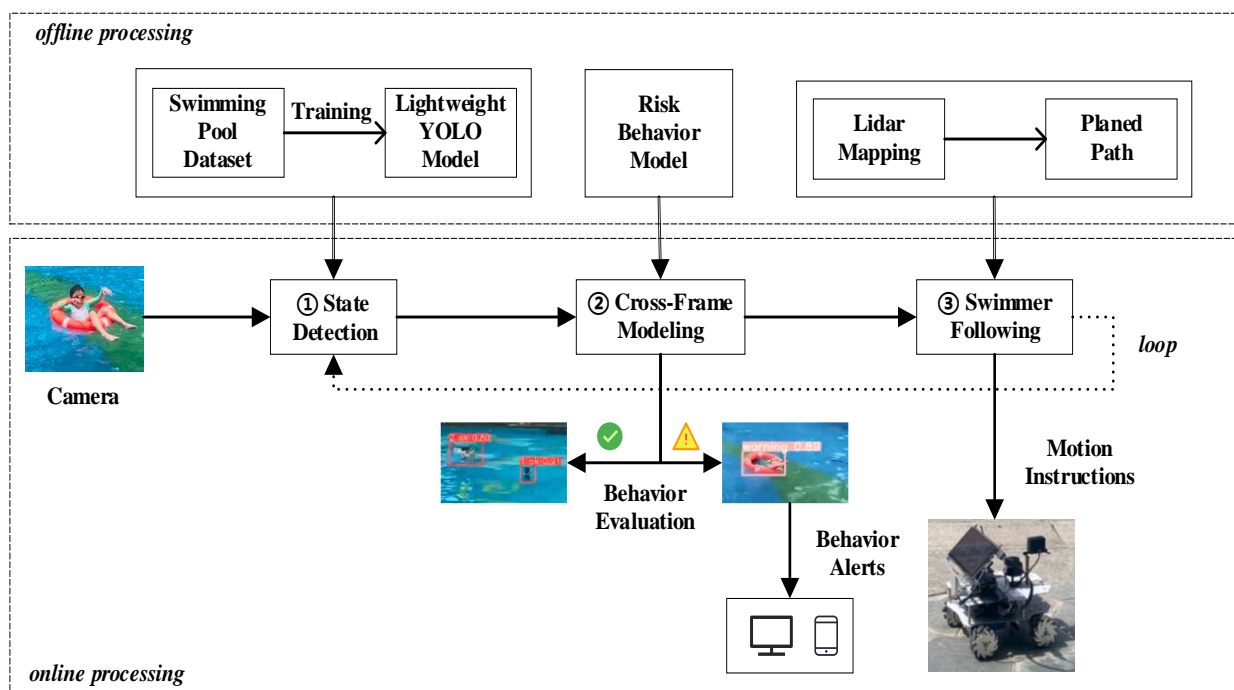 offline processing
Swimming
Pool
Dataset
Training
Lightweight
YOLO
Model
Risk
Behavior
Model
Lidar
Mapping
Planed
Path
① State
Detection
② Cross-Frame
Modeling
③ Swimmer
Following
loop
Camera
warning 0.89
Behavior
Evaluation
Motion
Instructions
Behavior
Alerts
online processing